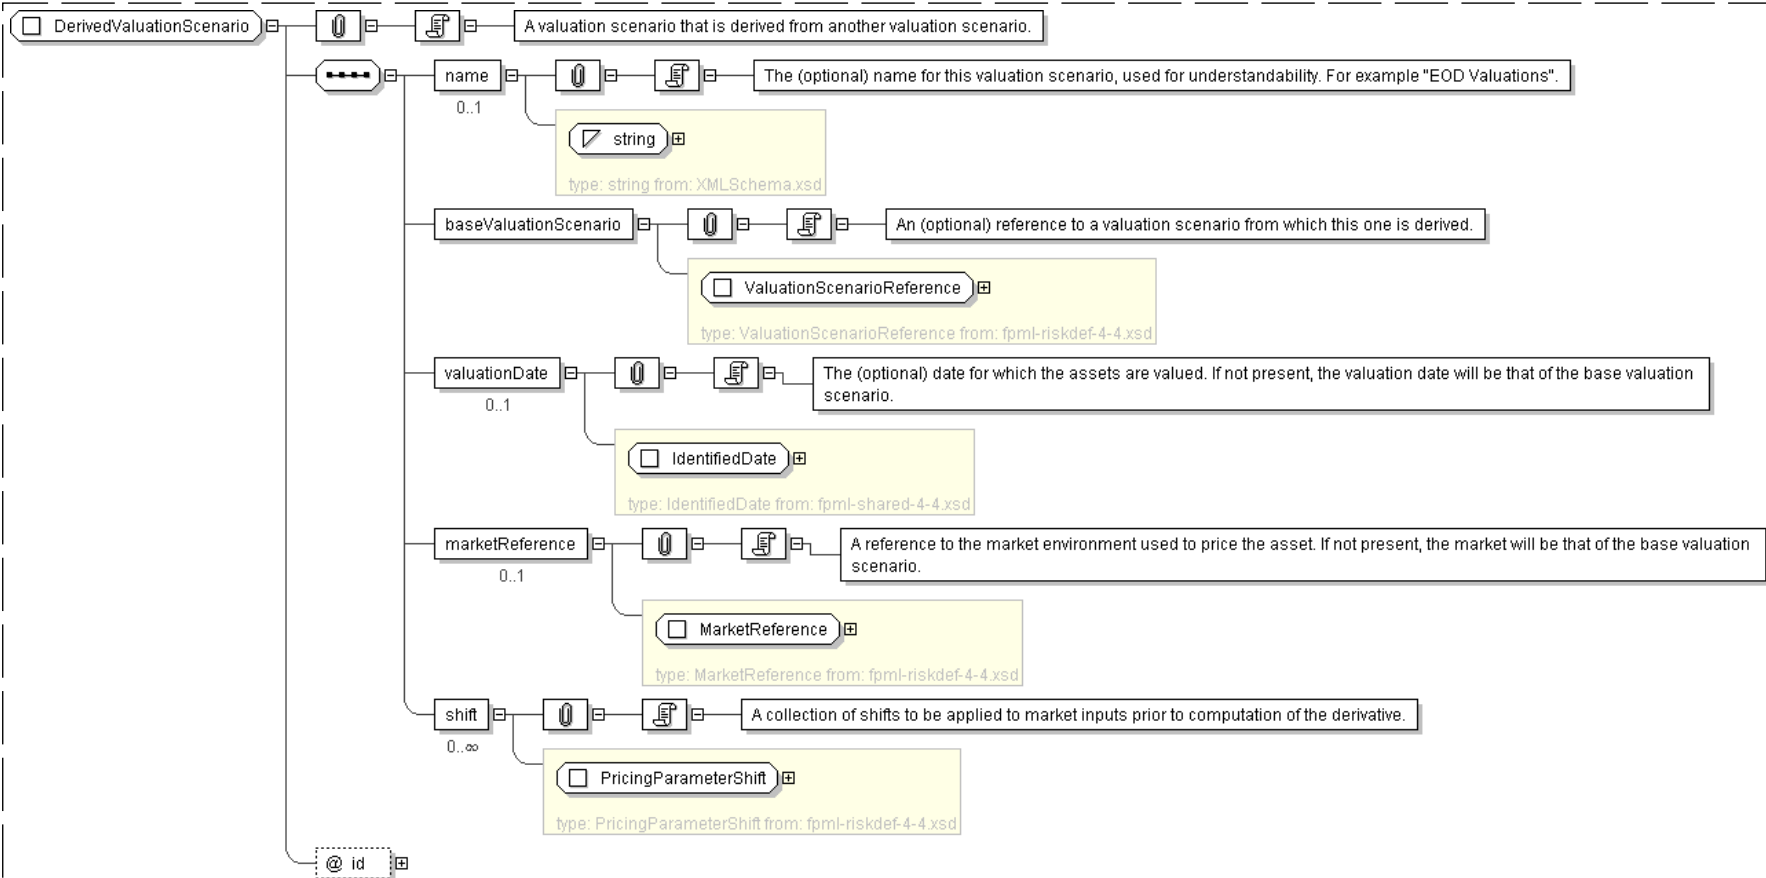 DerivedValuationScenario
A valuation scenario that is derived from another valuation scenario.
name
The (optional) name for this valuation scenario, used for understandability. For example "EOD Valuations".
0..1
string
type: string from: XMLSchema.xsd
baseValuationScenario
An (optional) reference to a valuation scenario from which this one is derived.
ValuationScenarioReference
type: ValuationScenarioReference from: fpml-riskdef-4-4.xsd
valuationDate
The (optional) date for which the assets are valued. If not present, the valuation date will be that of the base valuation
scenario.
0..1
IdentifiedDate
type: IdentifiedDate from: fpml-shared-4-4.xsd
marketReference
A reference to the market environment used to price the asset. If not present, the market will be that of the base valuation
scenario.
0..1
MarketReference
type: MarketReference from: fpml-riskdef-4-4.xsd
shift
A collection of shifts to be applied to market inputs prior to computation of the derivative.
0..∞
PricingParameterShift
type: PricingParameterShift from: fpml-riskdef-4-4.xsd
@ id